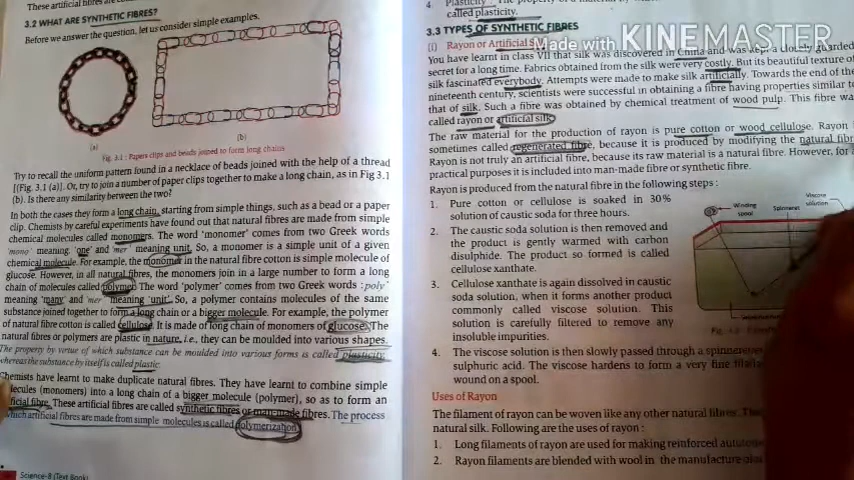 These artificial fibres are
3.2 WHAT ARE SYNTHETIC FIBRES?
Before we answer the question, let us consider simple examples.
(a)
(b)
Fig. 3.1 : Papers clips and beads joined to form long chains
Try to recall the uniform pattern found in a necklace of beads joined with the help of a thread
[(Fig. 3.1 (a)]. Or, try to join a number of paper clips together to make a long chain, as in Fig 3.1
(b). Is there any similarity between the two?
In both the cases they form a long chain, starting from simple things, such as a bead or a paper
clip. Chemists by careful experiments have found out that natural fibres are made from simple
chemical molecules called monomers. The word 'monomer' comes from two Greek words
'mono' meaning, 'one' and 'mer' meaning unit. So, a monomer is a simple unit of a given
chemical molecule. For example, the monomer in the natural fibre cotton is simple molecule of
glucose. However, in all natural fibres, the monomers join in a large number to form a long
chain of molecules called polymer. The word 'polymer' comes from two Greek words : 'poly'
meaning 'many' and 'mer' meaning 'unit'. So, a polymer contains molecules of the same
substance joined together to form a long chain or a bigger molecule. For example, the polymer
of natural fibre cotton is called cellulose. It is made of long chain of monomers of glucose. The
natural fibres or polymers are plastic in nature, i.e., they can be moulded into various shapes.
The property by virtue of which substance can be moulded into various forms is called plasticity
whereas the substance by itself is called plastic.
Chemists have learnt to make duplicate natural fibres. They have learnt to combine simple
molecules (monomers) into a long chain of a bigger molecule (polymer), so as to form an
artificial fibre. These artificial fibres are called synthetic fibres or man-made fibres. The process
which artificial fibres are made from simple molecules is called polymerization.
Science-8 (Text Book)
4 Plasticity : The property of a material by
called plasticity.
3.3 TYPES OF SYNTHETIC FIBRES
Made with KINEMASTER
(i) Rayon or Artificial
You have learnt in class VII that silk was discovered in China and was kept a closely guarded
secret for a long time. Fabrics obtained from the silk were very costly. But its beautiful texture of
silk fascinated everybody. Attempts were made to make silk artificially. Towards the end of the
nineteenth century, scientists were successful in obtaining a fibre having properties similar to
that of silk. Such a fibre was obtained by chemical treatment of wood pulp. This fibre was
called rayon or artificial silk
The raw material for the production of rayon is pure cotton or wood cellulose. Rayon
sometimes called regenerated fibre, because it is produced by modifying the natural fibre
Rayon is not truly an artificial fibre, because its raw material is a natural fibre. However, for
practical purposes it is included into man-made fibre or synthetic fibre.
Rayon is produced from the natural fibre in the following steps :
1. Pure cotton or cellulose is soaked in 30%
solution of caustic soda for three hours.
2. The caustic soda solution is then removed and
the product is gently warmed with carbon
disulphide. The product so formed is called
cellulose xanthate.
3. Cellulose xanthate is again dissolved in caustic
soda solution, when it forms another product
commonly called viscose solution. This
solution is carefully filtered to remove any
insoluble impurities.
4. The viscose solution is then slowly passed through a spinneret
sulphuric acid. The viscose hardens to form a very fine
wound on a spool.
Winding
spool
Spinneret
Viscose
solution
Uses of Rayon
The filament of rayon can be woven like any other natural fibres.
natural silk. Following are the uses of rayon :
1. Long filaments of rayon are used for making reinforced
2. Rayon filaments are blended with wool in the manufacture